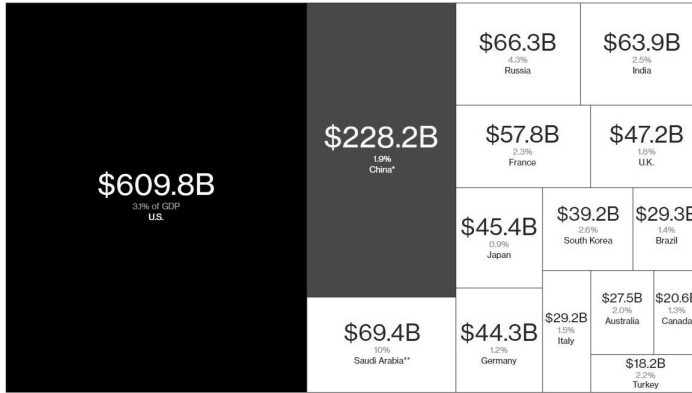 $609.8B
3.1% of GDP
U.S.
$228.2B
1.9%
China*
$69.4B
10%
Saudi Arabia**
$66.3B
4.3%
Russia
$63.9B
2.5%
India
$57.8B
2.3%
France
$47.2B
1.8%
U.K.
$45.4B
0.9%
Japan
$39.2B
2.6%
South Korea
$29.3B
1.4%
Brazil
$44.3B
1.2%
Germany
$29.2B
1.5%
Italy
$27.5B
2.0%
Australia
$20.6B
1.3%
Canada
$18.2B
2.2%
Turkey